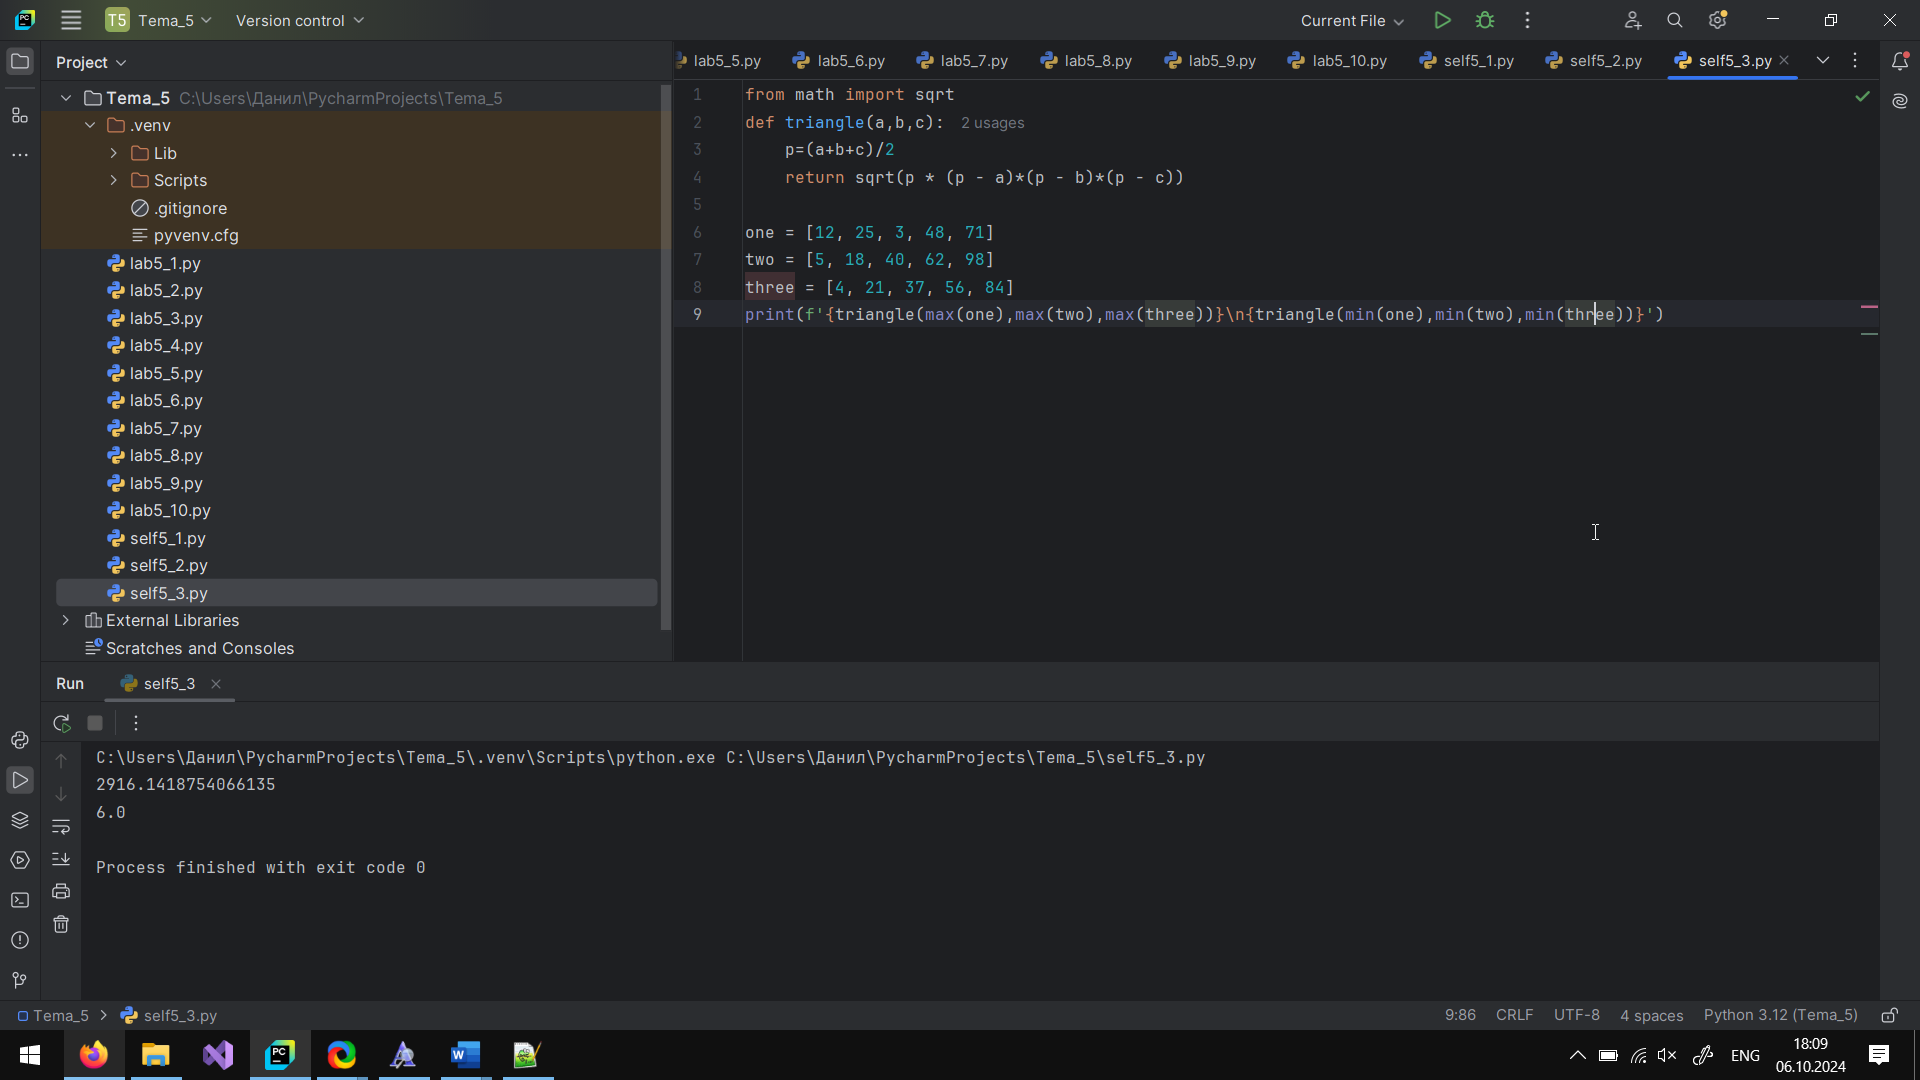 T5 Tema_5 Version control Current File
Project
lab5_5.py lab5_6.py lab5_7.py lab5_8.py lab5_9.py lab5_10.py self5_1.py self5_2.py self5_3.py
Tema_5 C:\Users\Данил\PycharmProjects\Tema_5
.venv
Lib
Scripts
.gitignore
pyvenv.cfg
lab5_1.py
lab5_2.py
lab5_3.py
lab5_4.py
lab5_5.py
lab5_6.py
lab5_7.py
lab5_8.py
lab5_9.py
lab5_10.py
self5_1.py
self5_2.py
self5_3.py
External Libraries
Scratches and Consoles
1 from math import sqrt
2 def triangle(a,b,c): 2 usages
3 p=(a+b+c)/2
4 return sqrt(p * (p - a)*(p - b)*(p - c))
5
6 one = [12, 25, 3, 48, 71]
7 two = [5, 18, 40, 62, 98]
8 three = [4, 21, 37, 56, 84]
9 print(f'{triangle(max(one),max(two),max(three))}\n{triangle(min(one),min(two),min(three))}')
Run self5_3
C:\Users\Данил\PycharmProjects\Tema_5\.venv\Scripts\python.exe C:\Users\Данил\PycharmProjects\Tema_5\self5_3.py
2916.1418754066135
6.0
Process finished with exit code 0
Tema_5 self5_3.py 9:86 CRLF UTF-8 4 spaces Python 3.12 (Tema_5)
ENG
18:09
06.10.2024